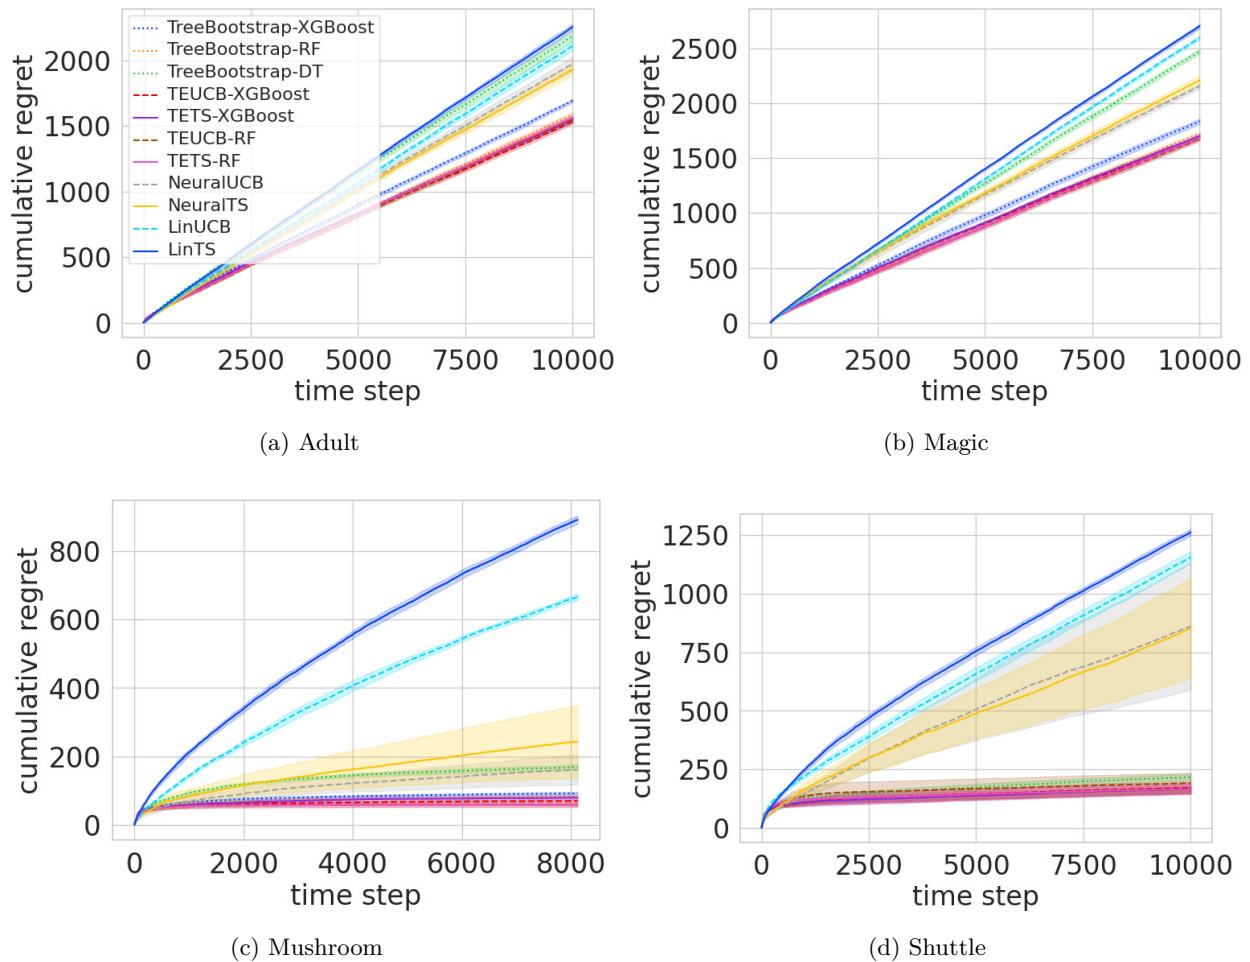 cumulative regret
2000
1500
1000
500
0
TreeBootstrap-XGBoost
TreeBootstrap-RF
TreeBootstrap-DT
TEUCB-XGBoost
TETS-XGBoost
TEUCB-RF
TETS-RF
NeuralUCB
NeuralTS
LinUCB
LinTS
0 2500 5000 7500 10000
time step
(a) Adult
cumulative regret
2500
2000
1500
1000
500
0
0 2500 5000 7500 10000
time step
(b) Magic
cumulative regret
800
600
400
200
0
0 2000 4000 6000 8000
time step
(c) Mushroom
cumulative regret
1250
1000
750
500
250
0
0 2500 5000 7500 10000
time step
(d) Shuttle